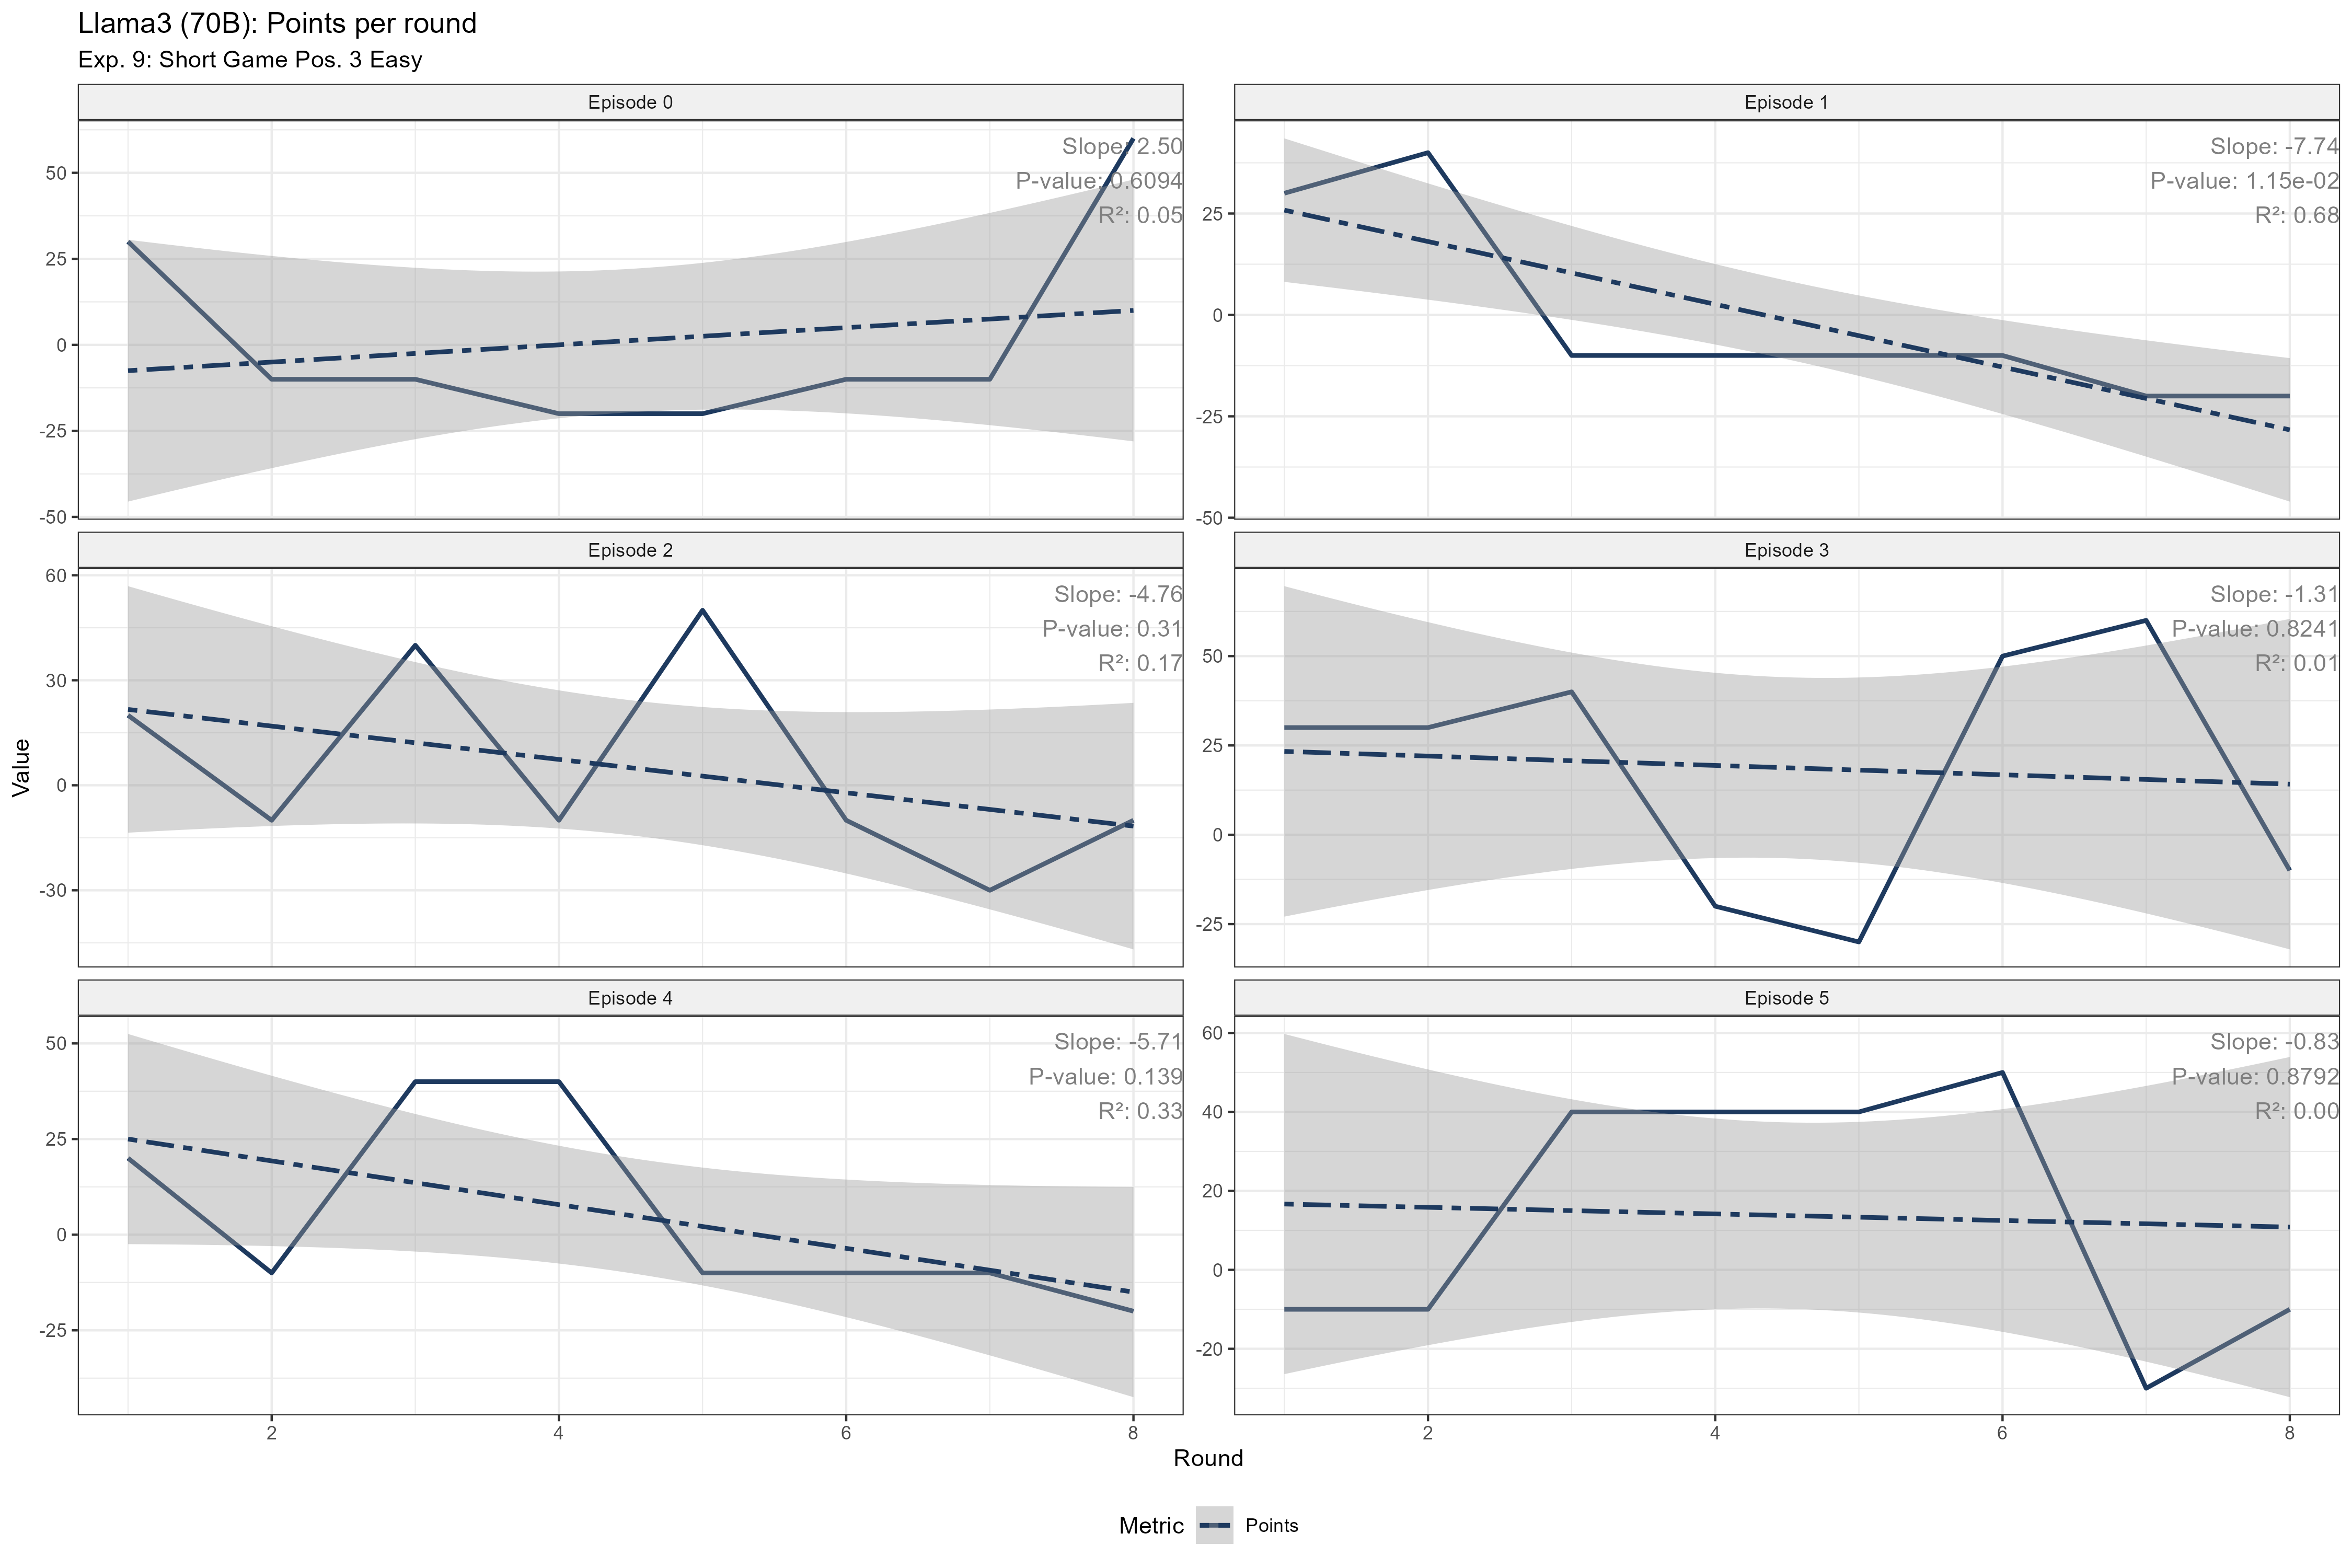 Llama3 (70B): Points per round
Exp. 9: Short Game Pos. 3 Easy
Episode 0
Slope: 2.50
P-value: 0.6094
R²: 0.05
50
25
0
-25
-50
Episode 1
Slope: -7.74
P-value: 1.15e-02
R²: 0.68
25
0
-25
-50
Episode 2
Slope: -4.76
P-value: 0.31
R²: 0.17
60
30
0
-30
Episode 3
Slope: -1.31
P-value: 0.8241
R²: 0.01
50
25
0
-25
Episode 4
Slope: -5.71
P-value: 0.139
R²: 0.33
50
25
0
-25
2 4 6 8
Episode 5
Slope: -0.83
P-value: 0.8792
R²: 0.00
60
40
20
0
-20
2 4 6 8
Value
Round
Metric Points